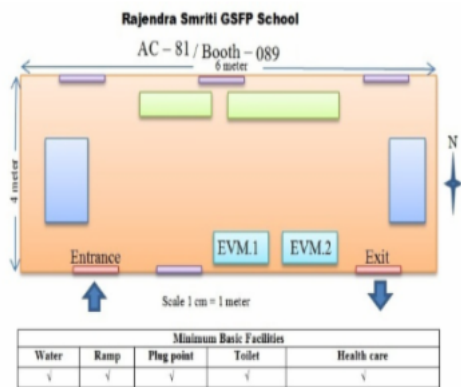 Rajendra Smriti GSFP School
AC – 81 / Booth – 089
6 meter
4 meter
N
EVM.1
EVM.2
Entrance
Exit
Scale 1 cm = 1 meter
Minimum Basic Facilities
Water Ramp Plug point Toilet Health care
√ √ √ √ √